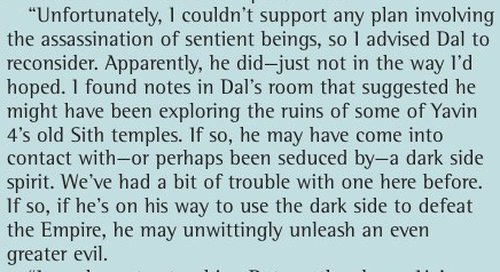 “Unfortunately, I couldn’t support any plan involving
the assassination of sentient beings, so I advised Dal to
reconsider. Apparently, he did—just not in the way I’d
hoped. I found notes in Dal’s room that suggested he
might have been exploring the ruins of some of Yavin
4’s old Sith temples. If so, he may have come into
contact with—or perhaps been seduced by—a dark side
spirit. We’ve had a bit of trouble with one here before.
If so, if he’s on his way to use the dark side to defeat
the Empire, he may unwittingly unleash an even
greater evil.